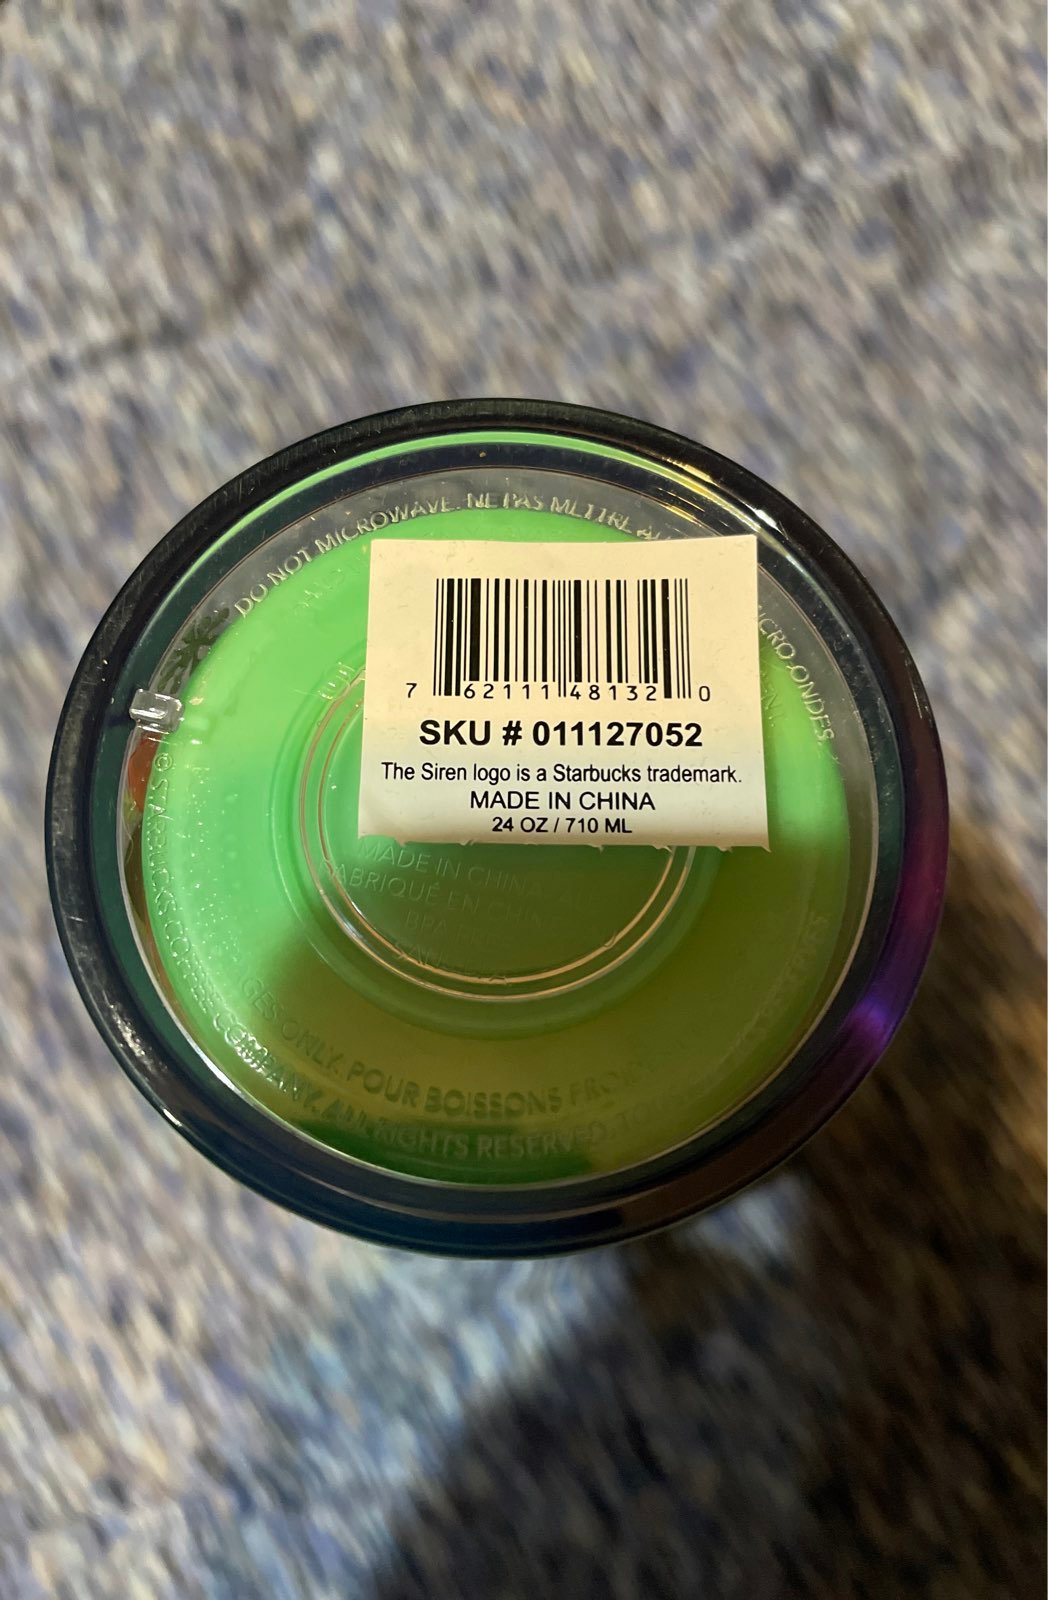 DO NOT MICROWAVE. NE PAS METTRE AU
MICRO-ONDES.
7 62111 48132 0
SKU # 011127052
The Siren logo is a Starbucks trademark.
MADE IN CHINA
24 OZ / 710 ML
MADE IN CHINA.
FABRIQUÉ EN CHINE
BPA FREE
ONLY. POUR BOISSONS
© STARBUCKS COFFEE COMPANY. ALL RIGHTS RESERVED.